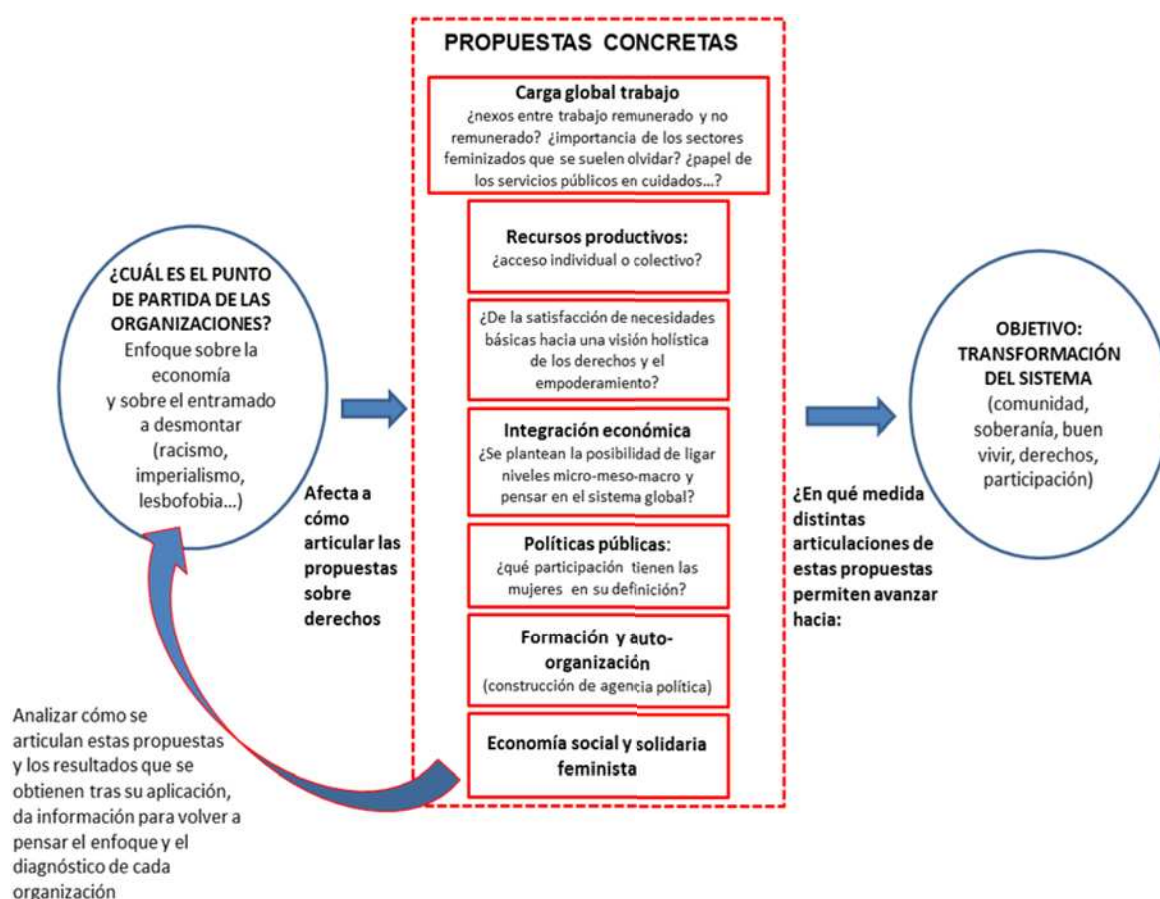 ¿CUÁL ES EL PUNTO
DE PARTIDA DE LAS
ORGANIZACIONES?
Enfoque sobre la
economía
y sobre el entramado
a desmontar
(racismo,
imperialismo,
lesbofobia...)
Afecta a
cómo
articular las
propuestas
sobre
derechos
PROPUESTAS CONCRETAS
Carga global trabajo
¿nexos entre trabajo remunerado y no
remunerado? ¿importancia de los sectores
feminizados que se suelen olvidar? ¿papel de
los servicios públicos en cuidados...?
Recursos productivos:
¿acceso individual o colectivo?
¿De la satisfacción de necesidades
básicas hacia una visión holística
de los derechos y el
empoderamiento?
Integración económica
¿Se plantean la posibilidad de ligar
niveles micro-meso-macro y
pensar en el sistema global?
Políticas públicas:
¿qué participación tienen las
mujeres en su definición?
Formación y auto-
organización
(construcción de agencia política)
Economía social y solidaria
feminista
¿En qué medida
distintas
articulaciones de
estas propuestas
permiten avanzar
hacia:
OBJETIVO:
TRANSFORMACIÓN
DEL SISTEMA
(comunidad,
soberanía, buen
vivir, derechos,
participación)
Analizar cómo se
articulan estas propuestas
y los resultados que se
obtienen tras su aplicación,
da información para volver a
pensar el enfoque y el
diagnóstico de cada
organización